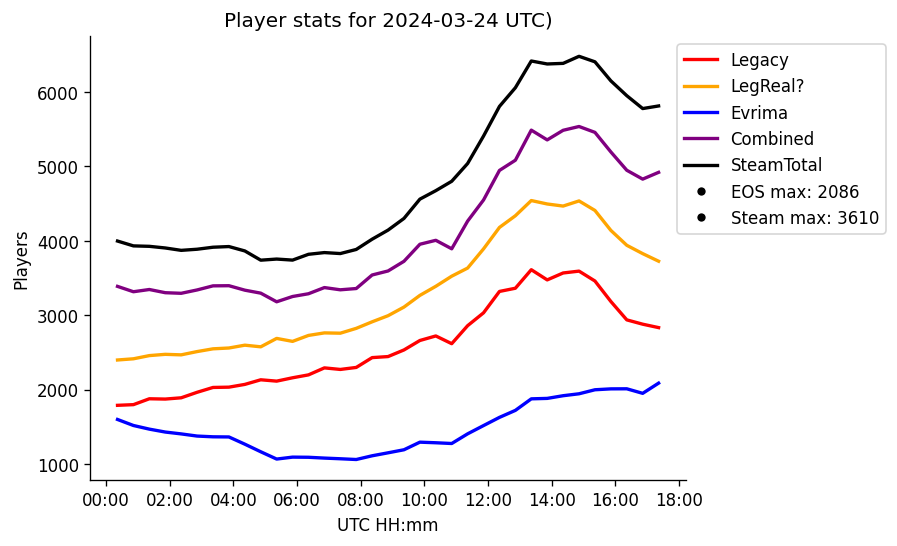 Player stats for 2024-03-24 UTC)
Legacy
LegReal?
Evrima
Combined
SteamTotal
EOS max: 2086
Steam max: 3610
Players
6000
5000
4000
3000
2000
1000
00:00 02:00 04:00 06:00 08:00 10:00 12:00 14:00 16:00 18:00
UTC HH:mm